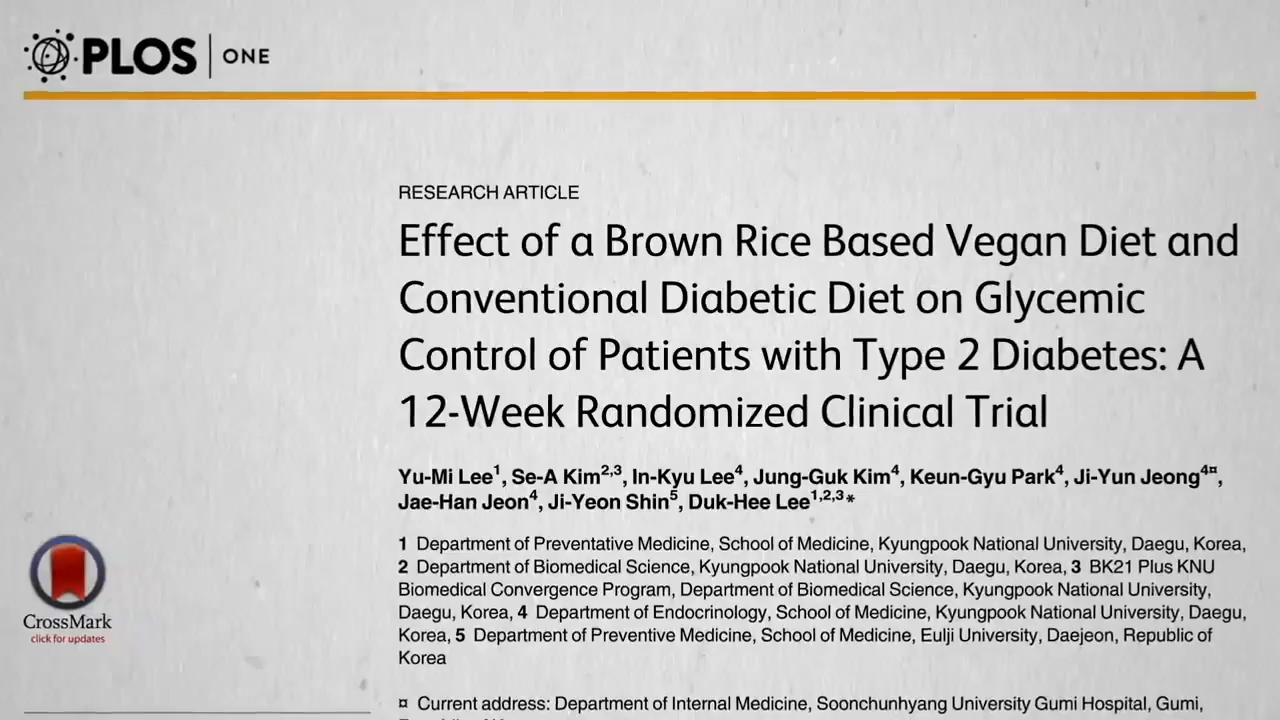 PLOS | ONE
RESEARCH ARTICLE
Effect of a Brown Rice Based Vegan Diet and
Conventional Diabetic Diet on Glycemic
Control of Patients with Type 2 Diabetes: A
12-Week Randomized Clinical Trial
Yu-Mi Lee1, Se-A Kim2,3, In-Kyu Lee4, Jung-Guk Kim4, Keun-Gyu Park4, Ji-Yun Jeong4¤,
Jae-Han Jeon4, Ji-Yeon Shin5, Duk-Hee Lee1,2,3*
1 Department of Preventative Medicine, School of Medicine, Kyungpook National University, Daegu, Korea,
2 Department of Biomedical Science, Kyungpook National University, Daegu, Korea, 3 BK21 Plus KNU
Biomedical Convergence Program, Department of Biomedical Science, Kyungpook National University,
Daegu, Korea, 4 Department of Endocrinology, School of Medicine, Kyungpook National University, Daegu,
Korea, 5 Department of Preventive Medicine, School of Medicine, Eulji University, Daejeon, Republic of
Korea
CrossMark
click for updates
¤ Current address: Department of Internal Medicine, Soonchunhyang University Gumi Hospital, Gumi,